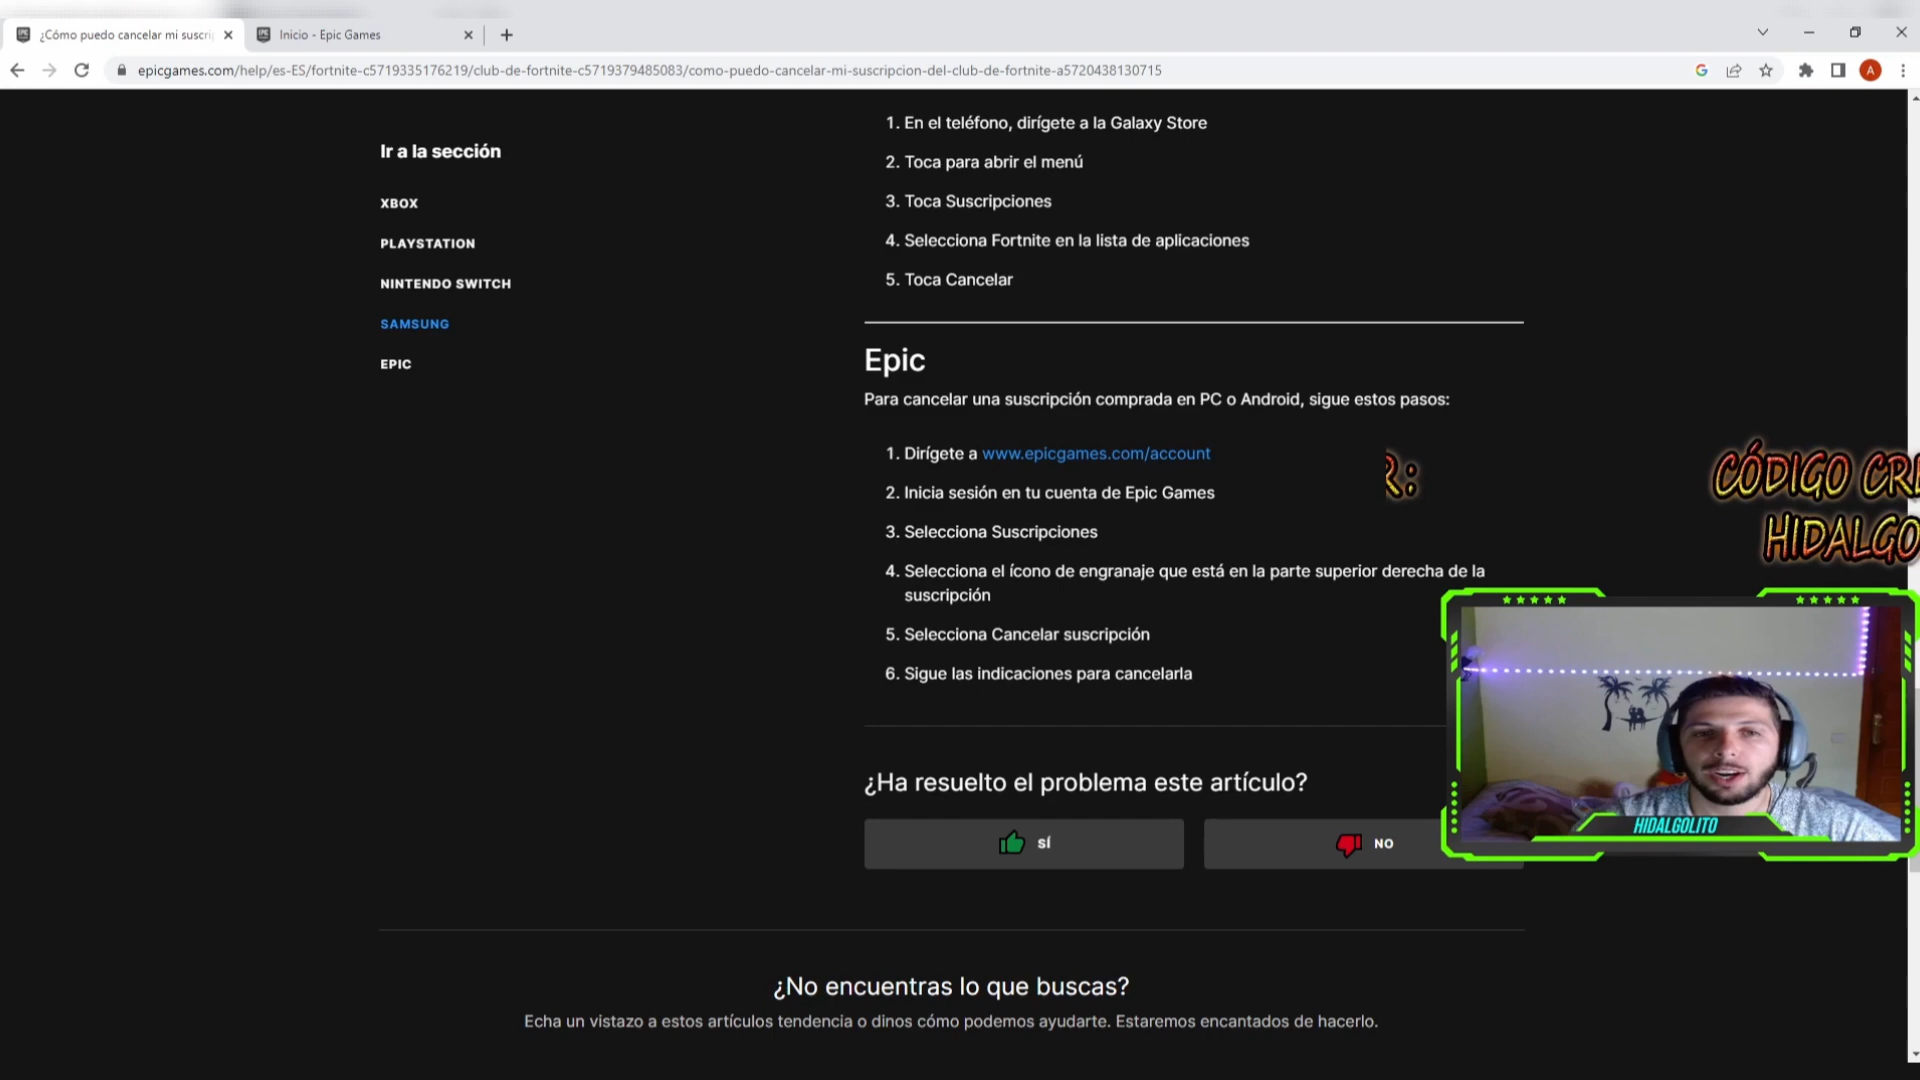 ¿Cómo puedo cancelar mi suscri
Inicio - Epic Games
epicgames.com/help/es-ES/fortnite-c5719335176219/club-de-fortnite-c5719379485083/como-puedo-cancelar-mi-suscripcion-del-club-de-fortnite-a5720438130715
A
Ir a la sección
XBOX
PLAYSTATION
NINTENDO SWITCH
SAMSUNG
EPIC
1. En el teléfono, dirígete a la Galaxy Store
2. Toca para abrir el menú
3. Toca Suscripciones
4. Selecciona Fortnite en la lista de aplicaciones
5. Toca Cancelar
Epic
Para cancelar una suscripción comprada en PC o Android, sigue estos pasos:
1. Dirígete a www.epicgames.com/account
2. Inicia sesión en tu cuenta de Epic Games
3. Selecciona Suscripciones
4. Selecciona el ícono de engranaje que está en la parte superior derecha de la
suscripción
5. Selecciona Cancelar suscripción
6. Sigue las indicaciones para cancelarla
R:
CÓDIGO CRE
HIDALGO
HIDALGOLITO
¿Ha resuelto el problema este artículo?
SÍ
NO
¿No encuentras lo que buscas?
Echa un vistazo a estos artículos tendencia o dinos cómo podemos ayudarte. Estaremos encantados de hacerlo.